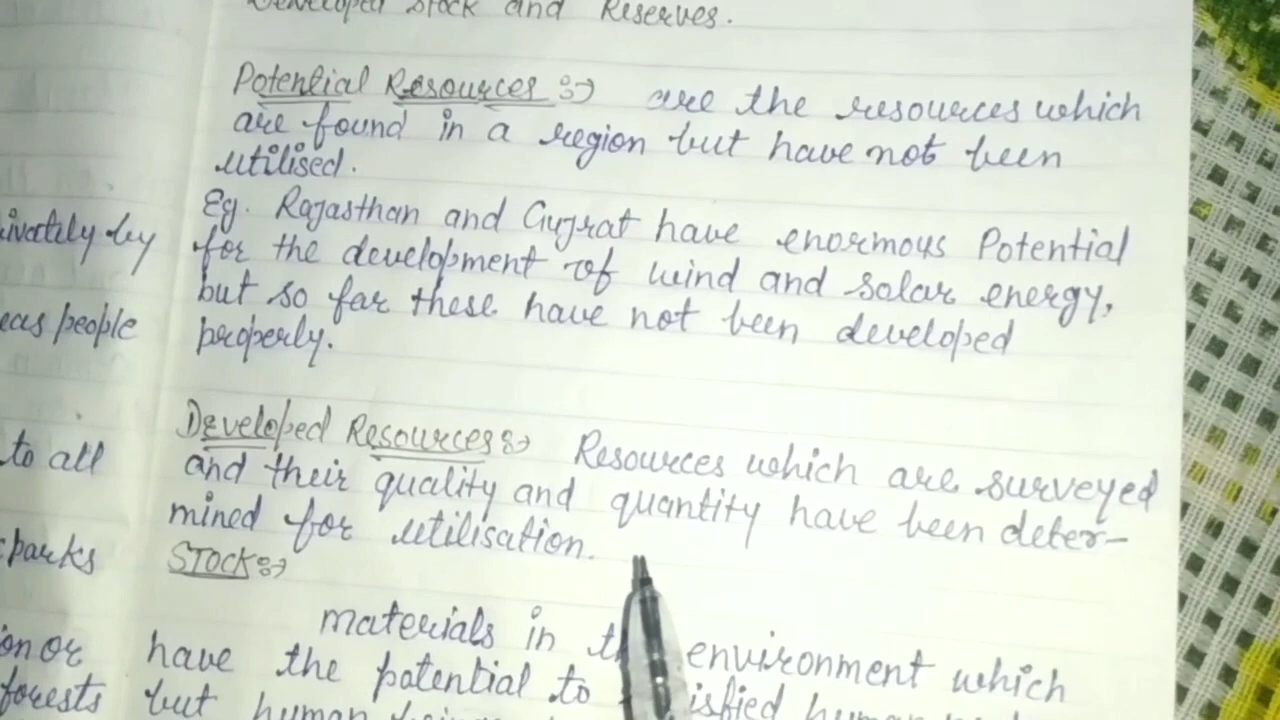 Developed Stock and Reserves.
Potential Resources :→ are the resources which
are found in a region but have not been
utilised.
Eg. Rajasthan and Gujrat have enormous Potential
for the development of wind and solar energy,
but so far these have not been developed
properly.
Developed Resources :→ Resources which are surveyed
and their quality and quantity have been deter-
mined for utilisation.
STOCK :→
materials in environment which
have the potential to human
but human
by
people
to all
parks
or
forests